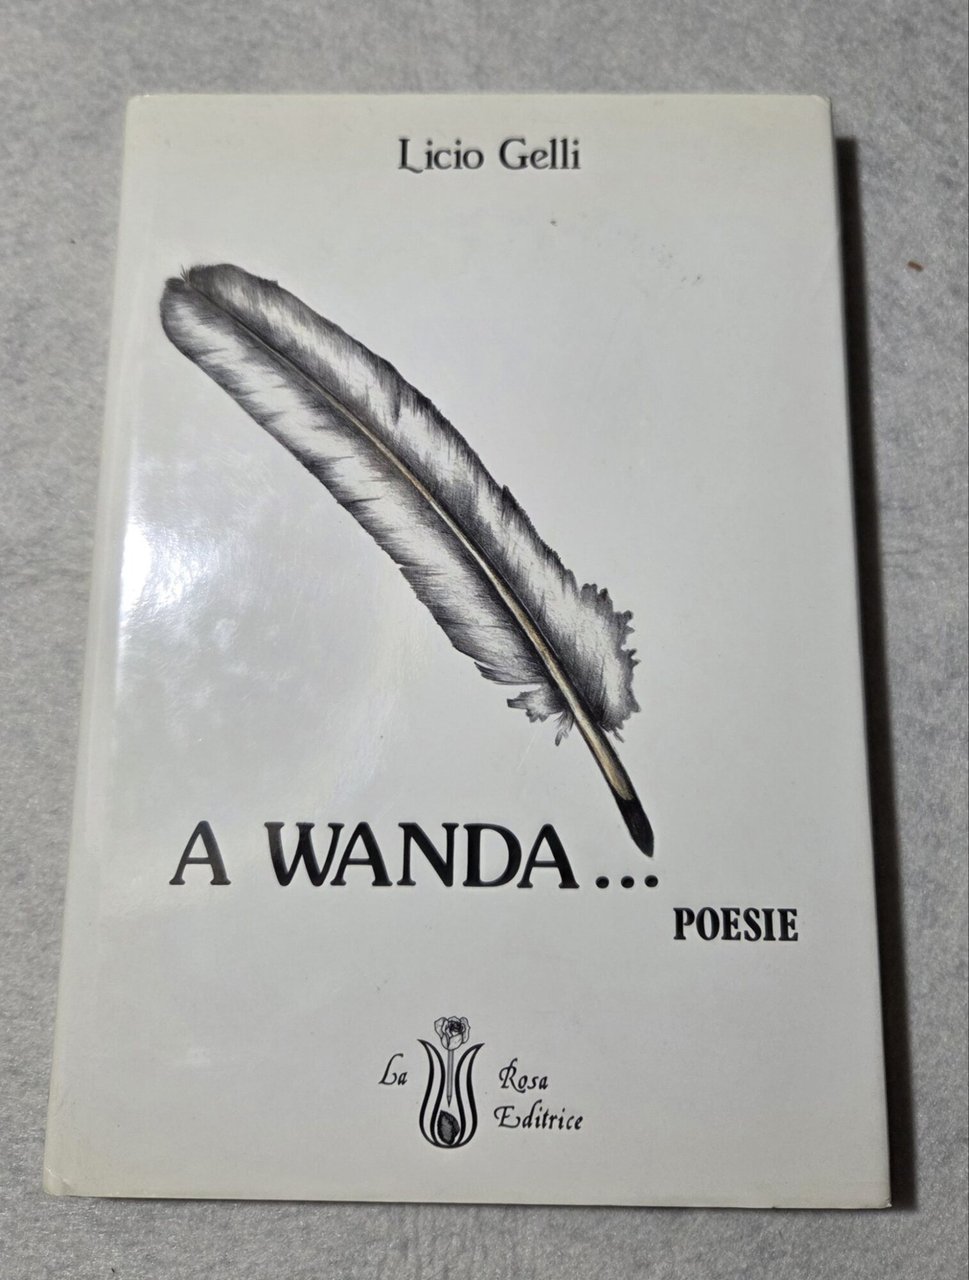 Licio Gelli
A WANDA...
POESIE
La Rosa
Editrice